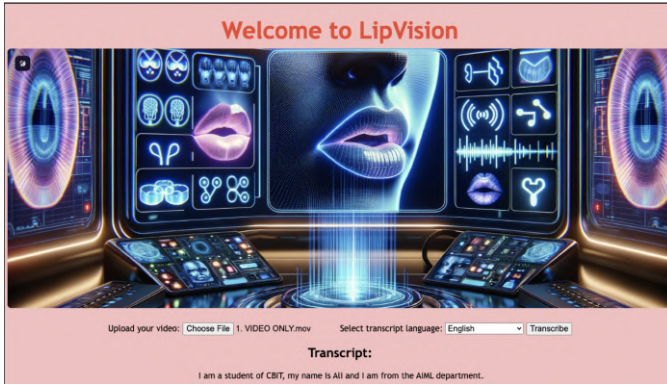 Welcome to LipVision
Upload your video: Choose File 1. VIDEO ONLY.mov Select transcript language: English Transcribe
Transcript:
I am a student of CBIT, my name is Ali and I am from the AIML department.